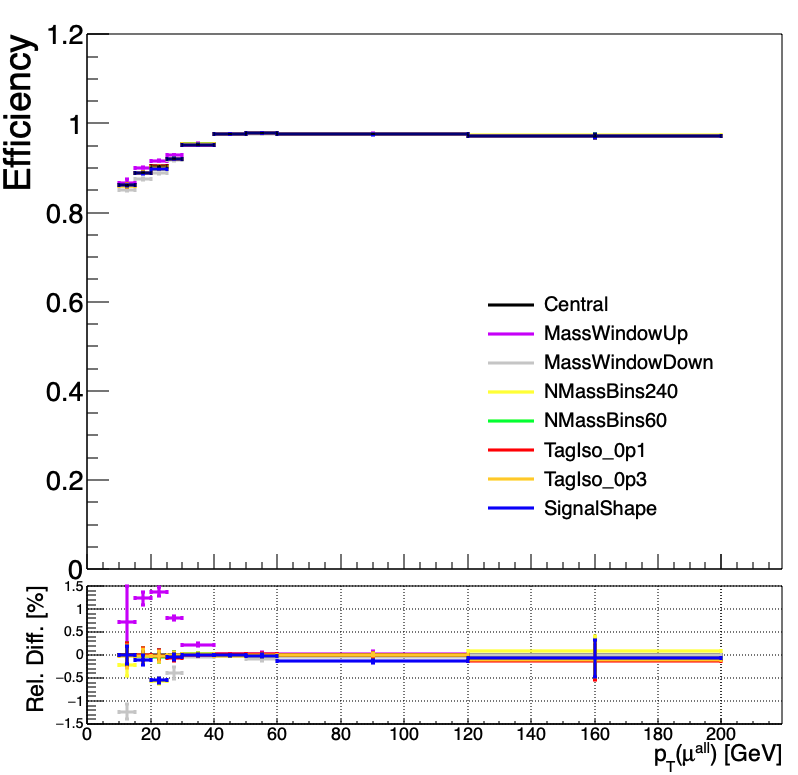 Efficiency
1.2
1
0.8
0.6
0.4
0.2
0
Central
MassWindowUp
MassWindowDown
NMassBins240
NMassBins60
TagIso_0p1
TagIso_0p3
SignalShape
Rel. Diff. [%]
1.5
1
0.5
0
−0.5
−1
−1.5
0 20 40 60 80 100 120 140 160 180 200
p_T(μ^all) [GeV]